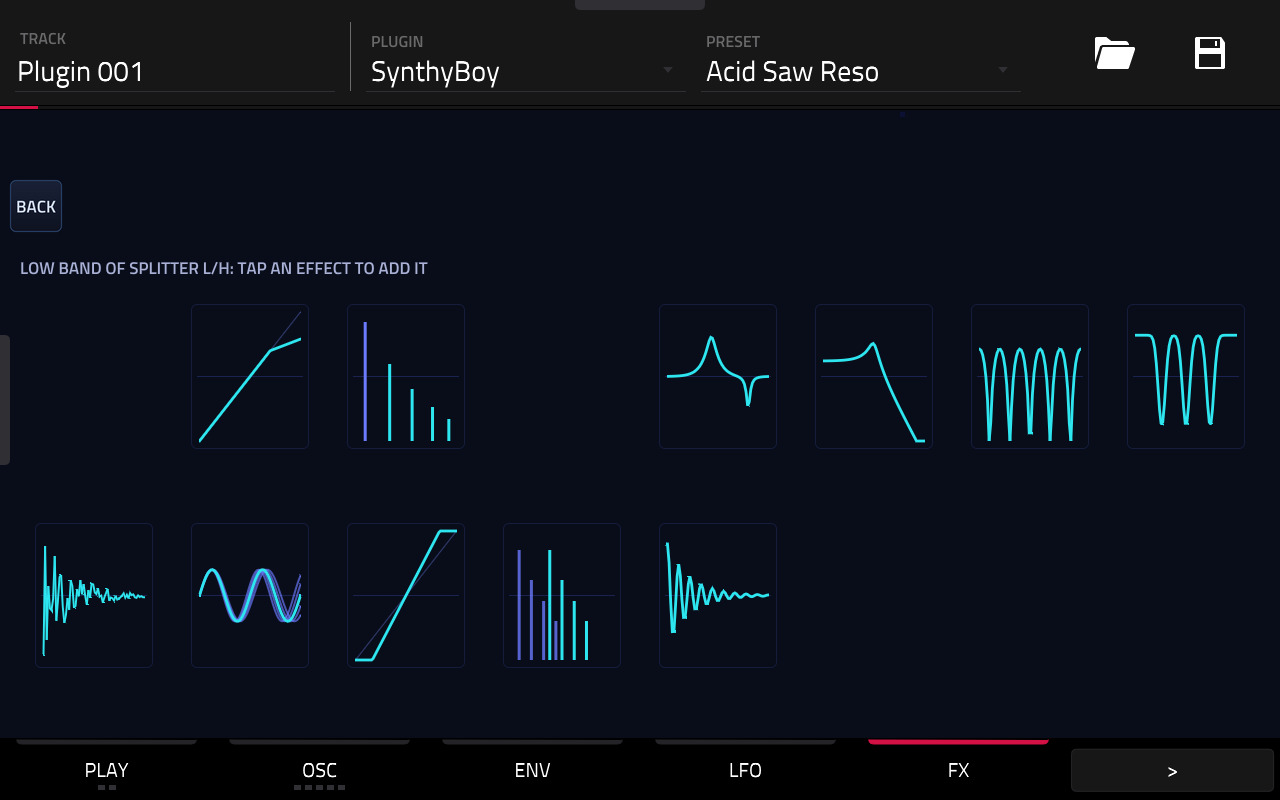 TRACK
Plugin 001
PLUGIN
SynthyBoy
PRESET
Acid Saw Reso
BACK
LOW BAND OF SPLITTER L/H: TAP AN EFFECT TO ADD IT
PLAY
OSC
ENV
LFO
FX
>